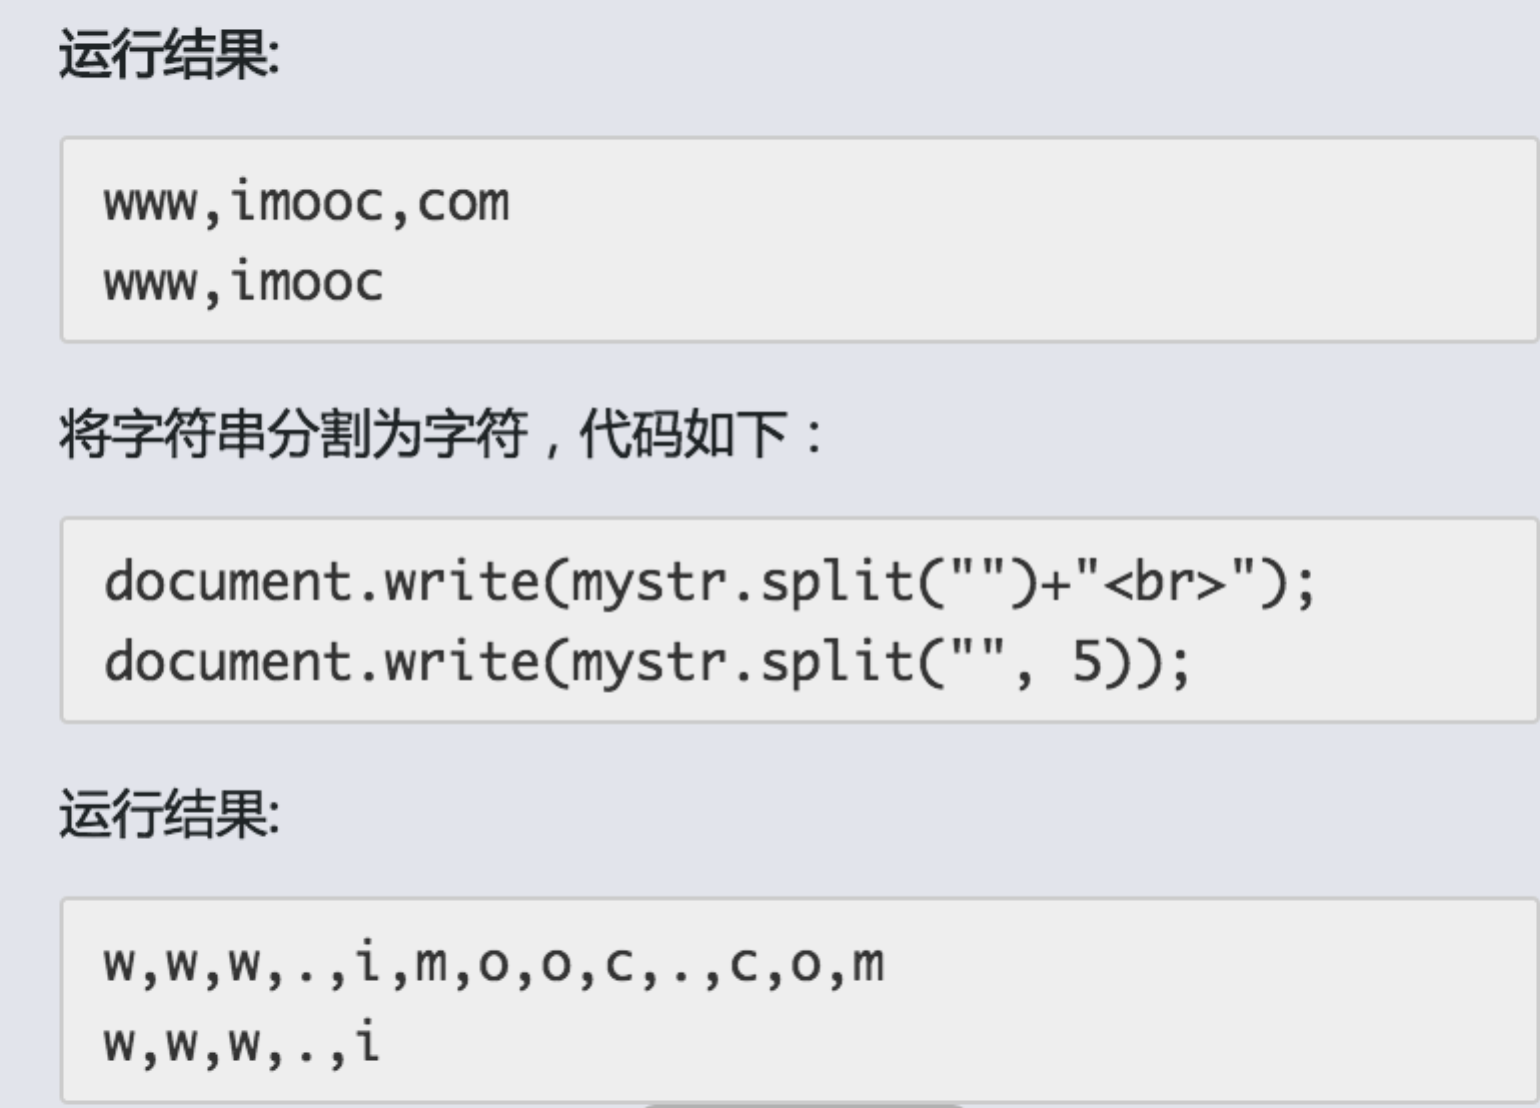 运行结果:
www,imooc,com
www,imooc
将字符串分割为字符，代码如下：
document.write(mystr.split("")+"<br>");
document.write(mystr.split("", 5));
运行结果:
w,w,w,.,i,m,o,o,c,.,c,o,m
w,w,w,.,i